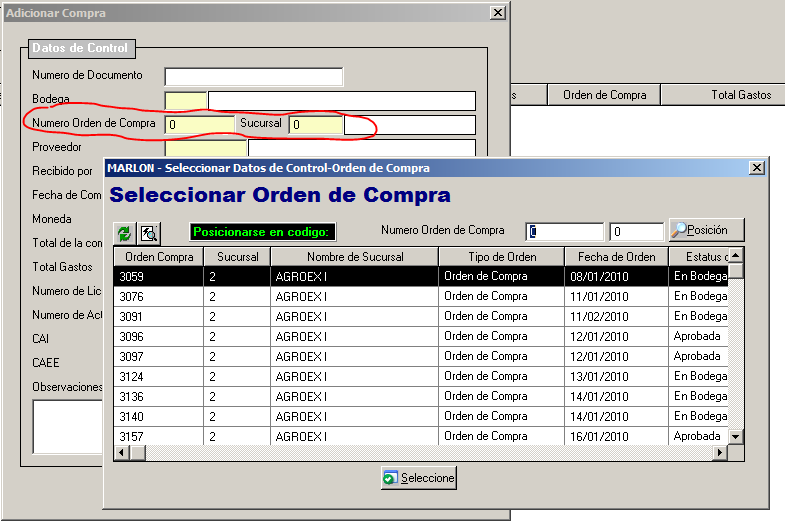 Adicionar Compra
Datos de Control
Numero de Documento
Bodega
Numero Orden de Compra 0 Sucursal 0
Proveedor
Recibido por
Fecha de Com
Moneda
Total de la com
Total Gastos
Numero de Lic
Numero de Act
CAI
CAEE
Observaciones
s Orden de Compra Total Gastos
MARLON - Seleccionar Datos de Control-Orden de Compra
Seleccionar Orden de Compra
Posicionarse en codigo: Numero Orden de Compra 0 0 Posición
Orden Compra Sucursal Nombre de Sucursal Tipo de Orden Fecha de Orden Estatus
3059 2 AGROEX I Orden de Compra 08/01/2010 En Bodega
3076 2 AGROEX I Orden de Compra 11/01/2010 En Bodega
3091 2 AGROEX I Orden de Compra 11/02/2010 En Bodega
3096 2 AGROEX I Orden de Compra 12/01/2010 Aprobada
3097 2 AGROEX I Orden de Compra 12/01/2010 Aprobada
3124 2 AGROEX I Orden de Compra 13/01/2010 En Bodega
3136 2 AGROEX I Orden de Compra 14/01/2010 En Bodega
3140 2 AGROEX I Orden de Compra 14/01/2010 En Bodega
3157 2 AGROEX I Orden de Compra 16/01/2010 Aprobada
Seleccione